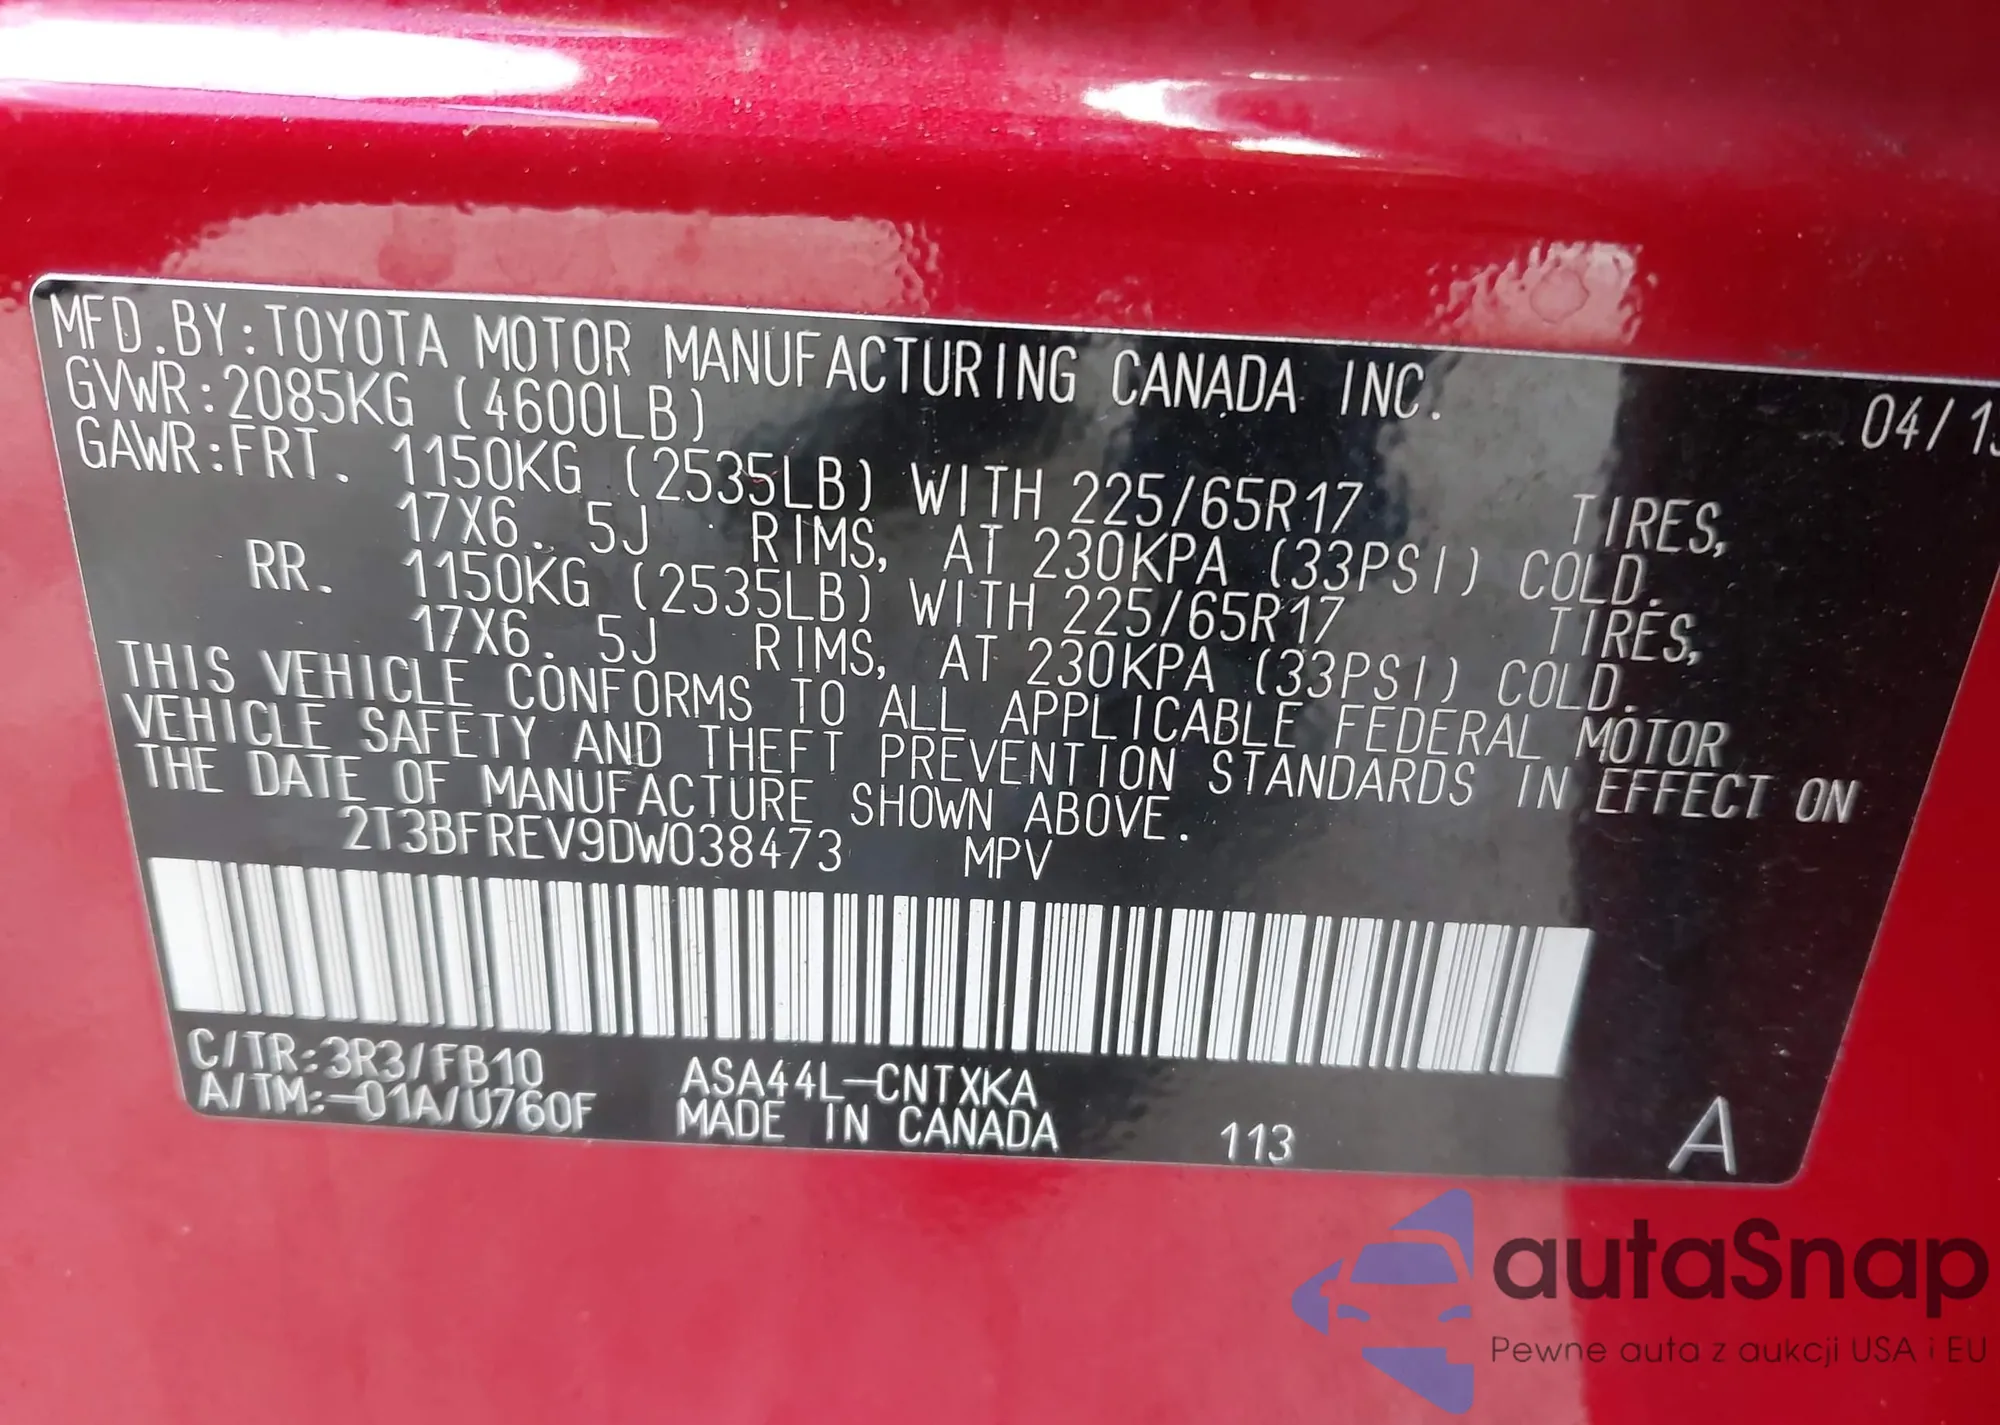 MFD.BY:TOYOTA MOTOR MANUFACTURING CANADA INC.
04/13
GVWR:2085KG (4600LB)
GAWR:FRT. 1150KG (2535LB) WITH 225/65R17 TIRES,
17X6.5J RIMS, AT 230KPA (33PSI) COLD.
RR. 1150KG (2535LB) WITH 225/65R17 TIRES,
17X6.5J RIMS, AT 230KPA (33PSI) COLD.
THIS VEHICLE CONFORMS TO ALL APPLICABLE FEDERAL MOTOR
VEHICLE SAFETY AND THEFT PREVENTION STANDARDS IN EFFECT ON
THE DATE OF MANUFACTURE SHOWN ABOVE.
2T3BFREV9DW038473 MPV
C/TR:3R3/FB10 ASA44L-CNTXKA
A/TM:-01A/U760F MADE IN CANADA 113 A
autaSnap
Pewne auta z aukcji USA i EU